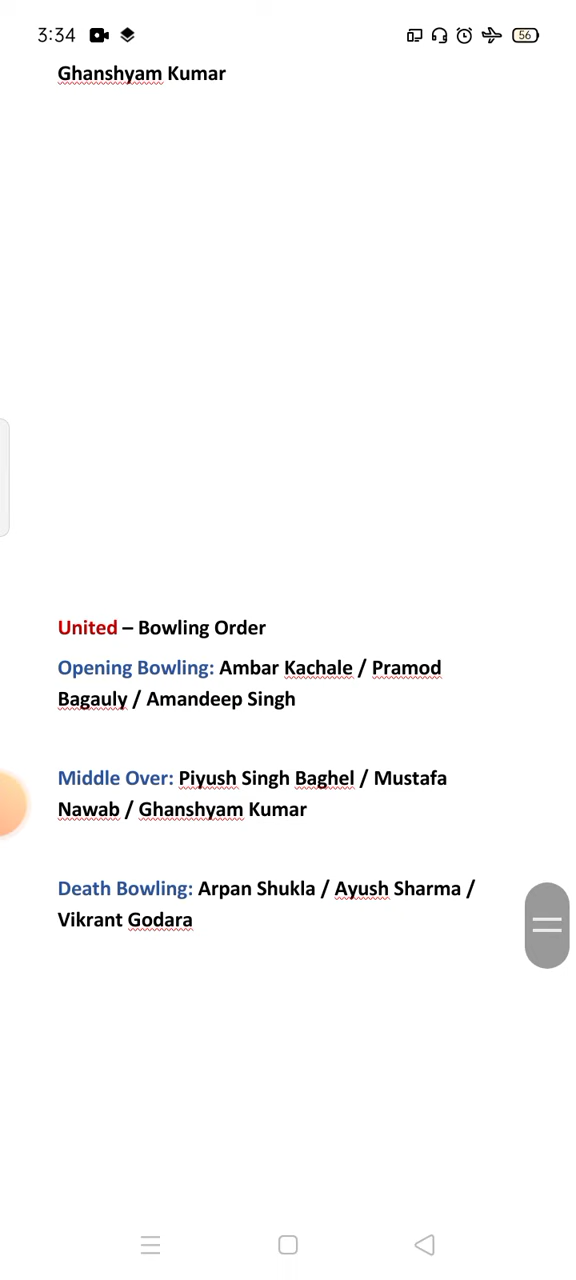 3:34
56
Ghanshyam Kumar
United – Bowling Order
Opening Bowling: Ambar Kachale / Pramod
Bagauly / Amandeep Singh
Middle Over: Piyush Singh Baghel / Mustafa
Nawab / Ghanshyam Kumar
Death Bowling: Arpan Shukla / Ayush Sharma /
Vikrant Godara